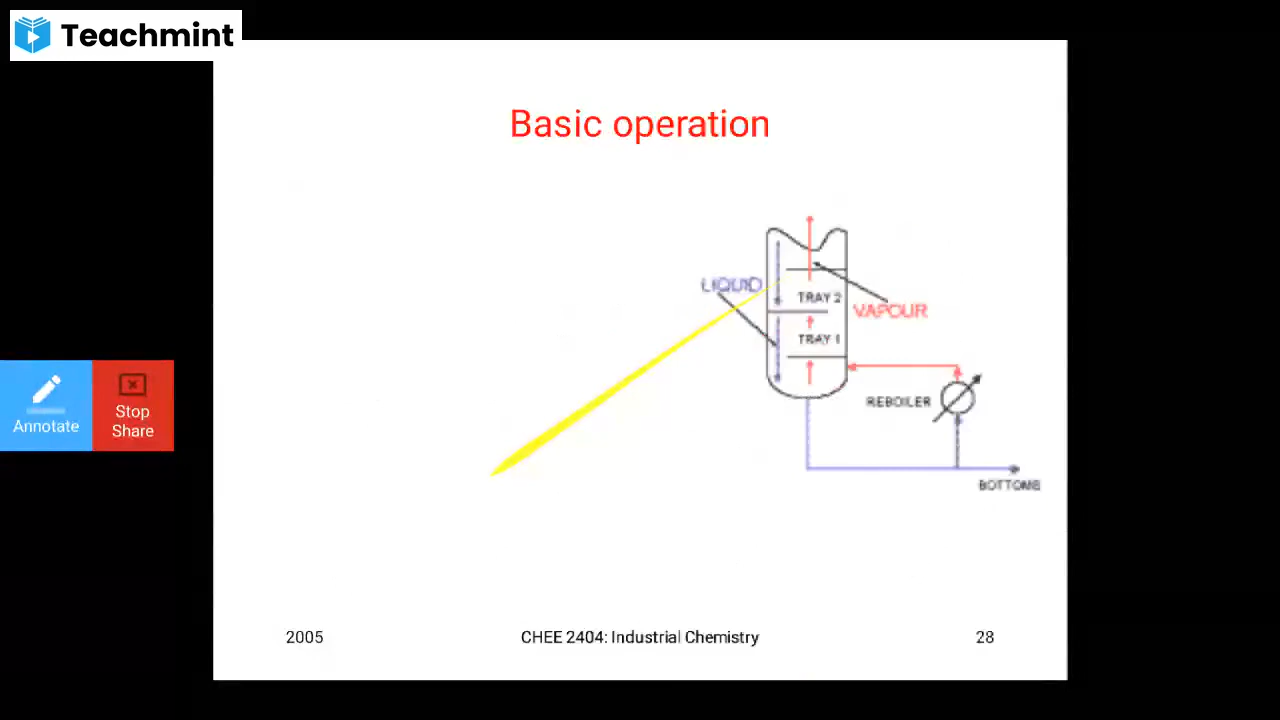 Teachmint
Basic operation
LIQUID
TRAY 2
VAPOUR
TRAY 1
REBOILER
BOTTOMS
Annotate
Stop
Share
2005
CHEE 2404: Industrial Chemistry
28